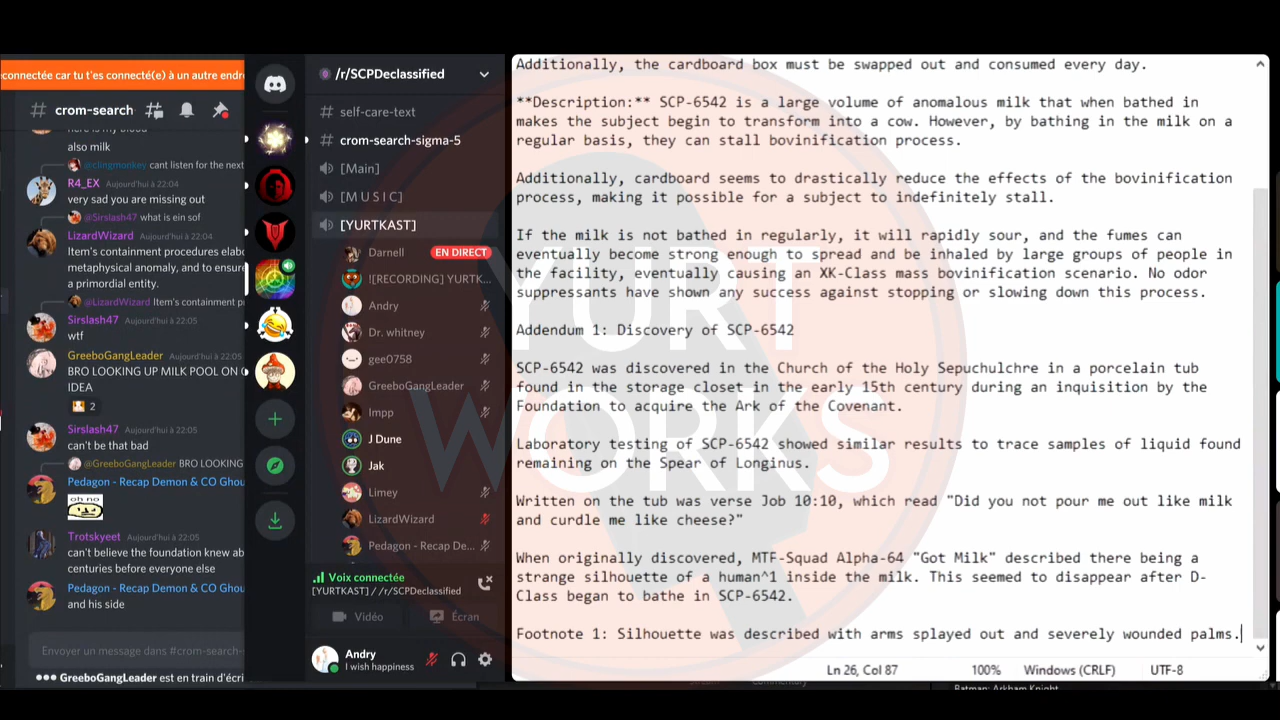 connectée car tu t'es connecté(e) à un autre endr
# crom-search
also milk
@clingmonkey cant listen for the next
R4_EX Aujourd'hui à 22:04
very sad you are missing out
@Sirslash47 what is ein sof
LizardWizard Aujourd'hui à 22:04
Item's containment procedures elab
metaphysical anomaly, and to ensure
a primordial entity.
@LizardWizard Item's containment p
Sirslash47 Aujourd'hui à 22:05
wtf
GreeboGangLeader Aujourd'hui à 22:05
BRO LOOKING UP MILK POOL ON
IDEA
2
Sirslash47 Aujourd'hui à 22:05
can't be that bad
@GreeboGangLeader BRO LOOKING
Pedagon - Recap Demon & CO Ghou
oh no
Trotskyeet Aujourd'hui à 22:05
can't believe the foundation knew ab
centuries before everyone else
Pedagon - Recap Demon & CO Ghou
and his side
Envoyer un message dans #crom-search-
GreeboGangLeader est en train d'écri
/r/SCPDeclassified
# self-care-text
# crom-search-sigma-5
[Main]
[M U S I C]
[YURTKAST]
Darnell EN DIRECT
![RECORDING] YURTK...
Andry
Dr. whitney
gee0758
GreeboGangLeader
Impp
J Dune
Jak
Limey
LizardWizard
Pedagon - Recap De...
Voix connectée
[YURTKAST] / /r/SCPDeclassified
Vidéo Écran
Andry
I wish happiness
Additionally, the cardboard box must be swapped out and consumed every day.
**Description:** SCP-6542 is a large volume of anomalous milk that when bathed in
makes the subject begin to transform into a cow. However, by bathing in the milk on a
regular basis, they can stall bovinification process.
Additionally, cardboard seems to drastically reduce the effects of the bovinification
process, making it possible for a subject to indefinitely stall.
If the milk is not bathed in regularly, it will rapidly sour, and the fumes can
eventually become strong enough to spread and be inhaled by large groups of people in
the facility, eventually causing an XK-Class mass bovinification scenario. No odor
suppressants have shown any success against stopping or slowing down this process.
Addendum 1: Discovery of SCP-6542
SCP-6542 was discovered in the Church of the Holy Sepuchulchre in a porcelain tub
found in the storage closet in the early 15th century during an inquisition by the
Foundation to acquire the Ark of the Covenant.
Laboratory testing of SCP-6542 showed similar results to trace samples of liquid found
remaining on the Spear of Longinus.
Written on the tub was verse Job 10:10, which read "Did you not pour me out like milk
and curdle me like cheese?"
When originally discovered, MTF-Squad Alpha-64 "Got Milk" described there being a
strange silhouette of a human^1 inside the milk. This seemed to disappear after D-
Class began to bathe in SCP-6542.
Footnote 1: Silhouette was described with arms splayed out and severely wounded palms.
Ln 26, Col 87 100% Windows (CRLF) UTF-8
Batman: Arkham Knight
YURT
WORKS